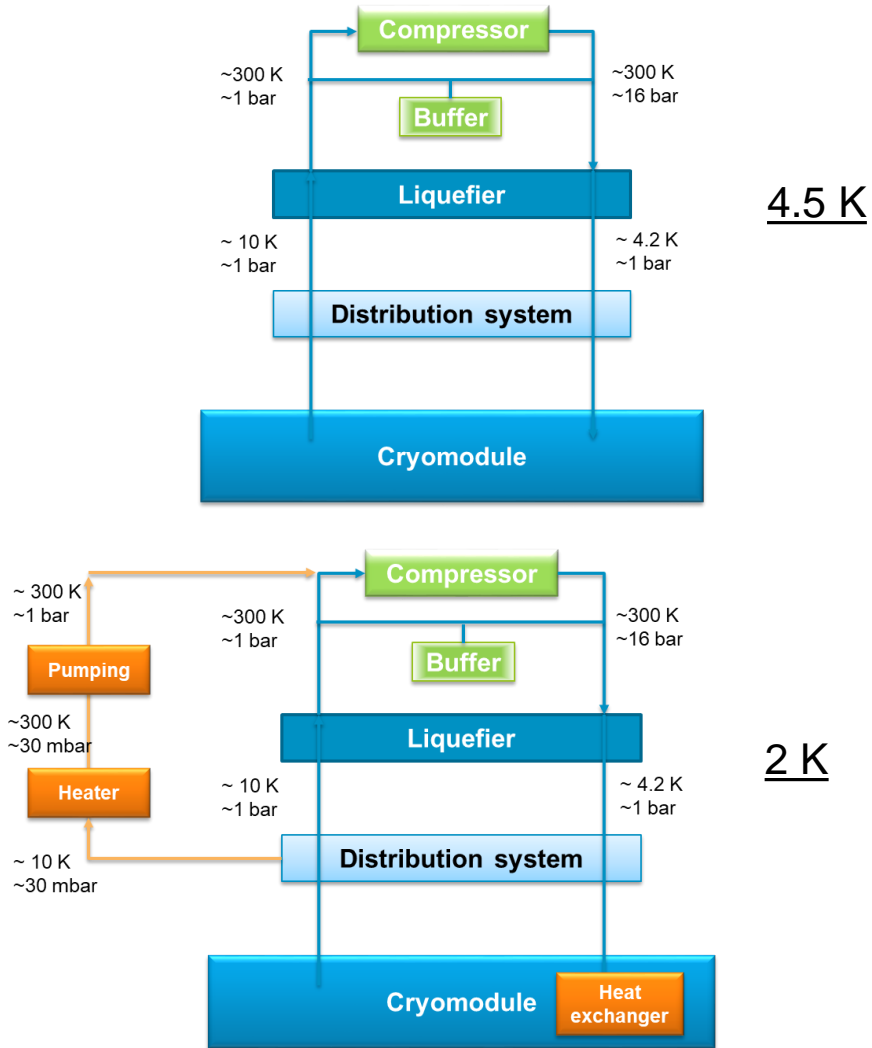 Compressor
~300 K
~1 bar
~300 K
~16 bar
Buffer
Liquefier
4.5 K
~ 10 K
~1 bar
~ 4.2 K
~1 bar
Distribution system
Cryomodule
Compressor
~ 300 K
~1 bar
~300 K
~1 bar
~300 K
~16 bar
Buffer
Pumping
~300 K
~30 mbar
Liquefier
2 K
Heater
~ 10 K
~1 bar
~ 4.2 K
~1 bar
Distribution system
~ 10 K
~30 mbar
Cryomodule
Heat
exchanger